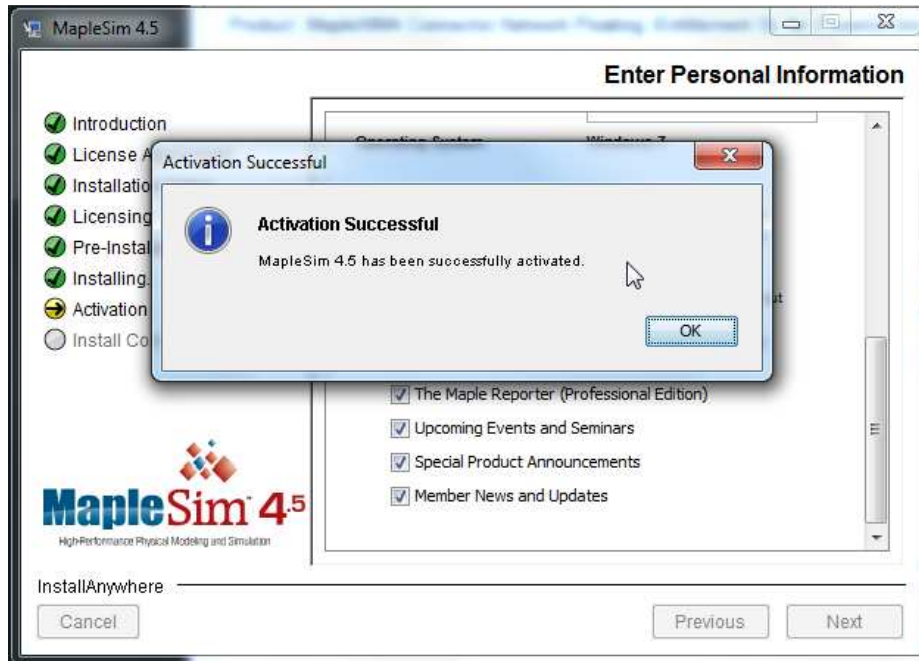 MapleSim 4.5
Enter Personal Information
Introduction
License A
Installatio
Licensing
Pre-Instal
Installing.
Activation
Install Co
Activation Successful
Activation Successful
MapleSim 4.5 has been successfully activated.
OK
The Maple Reporter (Professional Edition)
Upcoming Events and Seminars
Special Product Announcements
Member News and Updates
MapleSim 4.5
High-Performance Physical Modeling and Simulation
InstallAnywhere
Cancel
Previous
Next